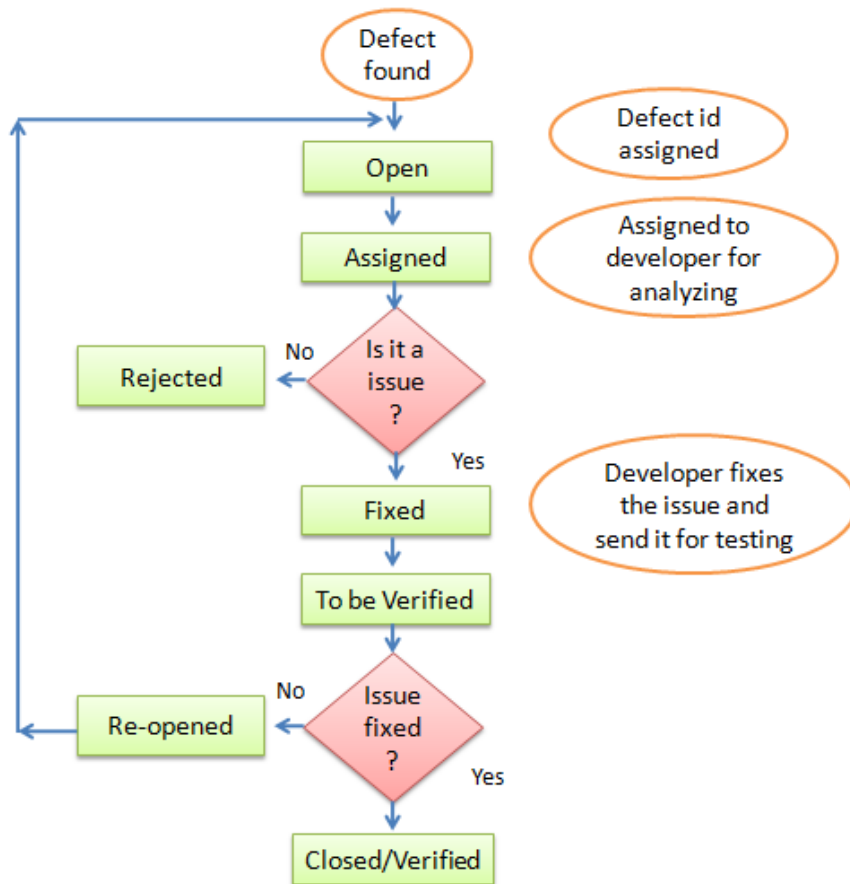 Defect
found
Defect id
assigned
Open
Assigned to
developer for
analyzing
Assigned
Is it a
issue
?
No
Rejected
Yes
Developer fixes
the issue and
send it for testing
Fixed
To be Verified
Issue
fixed
?
No
Re-opened
Yes
Closed/Verified